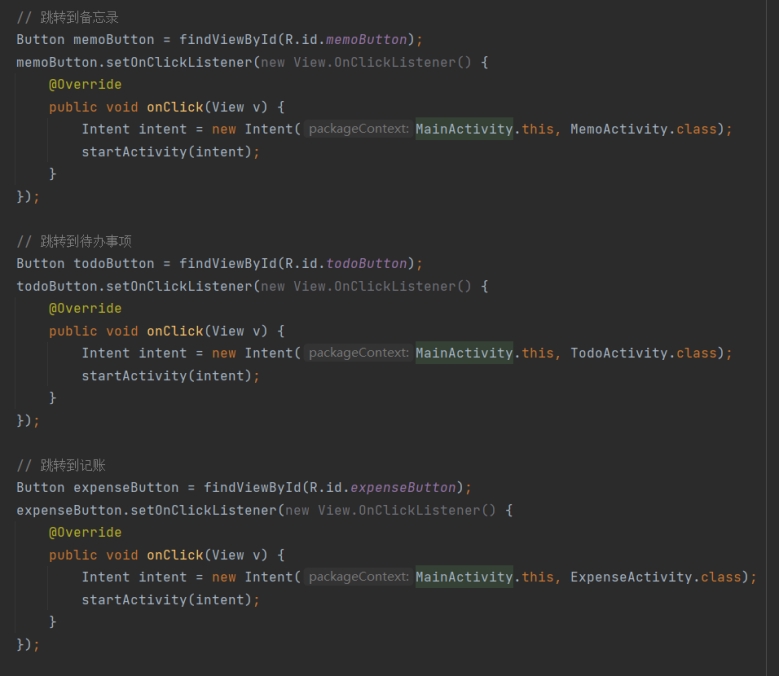 // 跳转到备忘录
Button memoButton = findViewById(R.id.memoButton);
memoButton.setOnClickListener(new View.OnClickListener() {
    @Override
    public void onClick(View v) {
        Intent intent = new Intent( packageContext: MainActivity.this, MemoActivity.class);
        startActivity(intent);
    }
});

// 跳转到待办事项
Button todoButton = findViewById(R.id.todoButton);
todoButton.setOnClickListener(new View.OnClickListener() {
    @Override
    public void onClick(View v) {
        Intent intent = new Intent( packageContext: MainActivity.this, TodoActivity.class);
        startActivity(intent);
    }
});

// 跳转到记账
Button expenseButton = findViewById(R.id.expenseButton);
expenseButton.setOnClickListener(new View.OnClickListener() {
    @Override
    public void onClick(View v) {
        Intent intent = new Intent( packageContext: MainActivity.this, ExpenseActivity.class);
        startActivity(intent);
    }
});